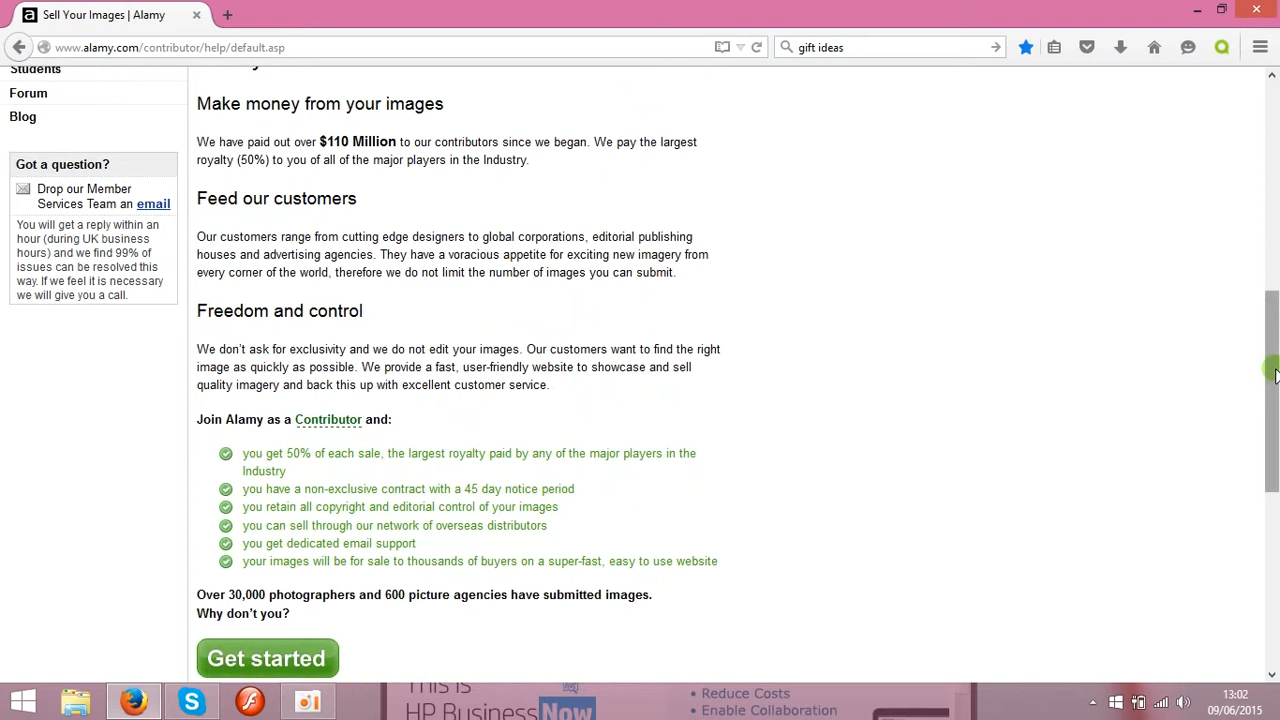 Sell Your Images | Alamy
www.alamy.com/contributor/help/default.asp
gift ideas
Students
Forum
Blog
Got a question?
Drop our Member
Services Team an email
You will get a reply within an
hour (during UK business
hours) and we find 99% of
issues can be resolved this
way. If we feel it is necessary
we will give you a call.
Make money from your images
We have paid out over $110 Million to our contributors since we began. We pay the largest
royalty (50%) to you of all of the major players in the Industry.
Feed our customers
Our customers range from cutting edge designers to global corporations, editorial publishing
houses and advertising agencies. They have a voracious appetite for exciting new imagery from
every corner of the world, therefore we do not limit the number of images you can submit.
Freedom and control
We don't ask for exclusivity and we do not edit your images. Our customers want to find the right
image as quickly as possible. We provide a fast, user-friendly website to showcase and sell
quality imagery and back this up with excellent customer service.
Join Alamy as a Contributor and:
you get 50% of each sale, the largest royalty paid by any of the major players in the
Industry
you have a non-exclusive contract with a 45 day notice period
you retain all copyright and editorial control of your images
you can sell through our network of overseas distributors
you get dedicated email support
your images will be for sale to thousands of buyers on a super-fast, easy to use website
Over 30,000 photographers and 600 picture agencies have submitted images.
Why don't you?
Get started
This is
HP Business Now
• Reduce Costs
• Enable Collaboration
13:02
09/06/2015